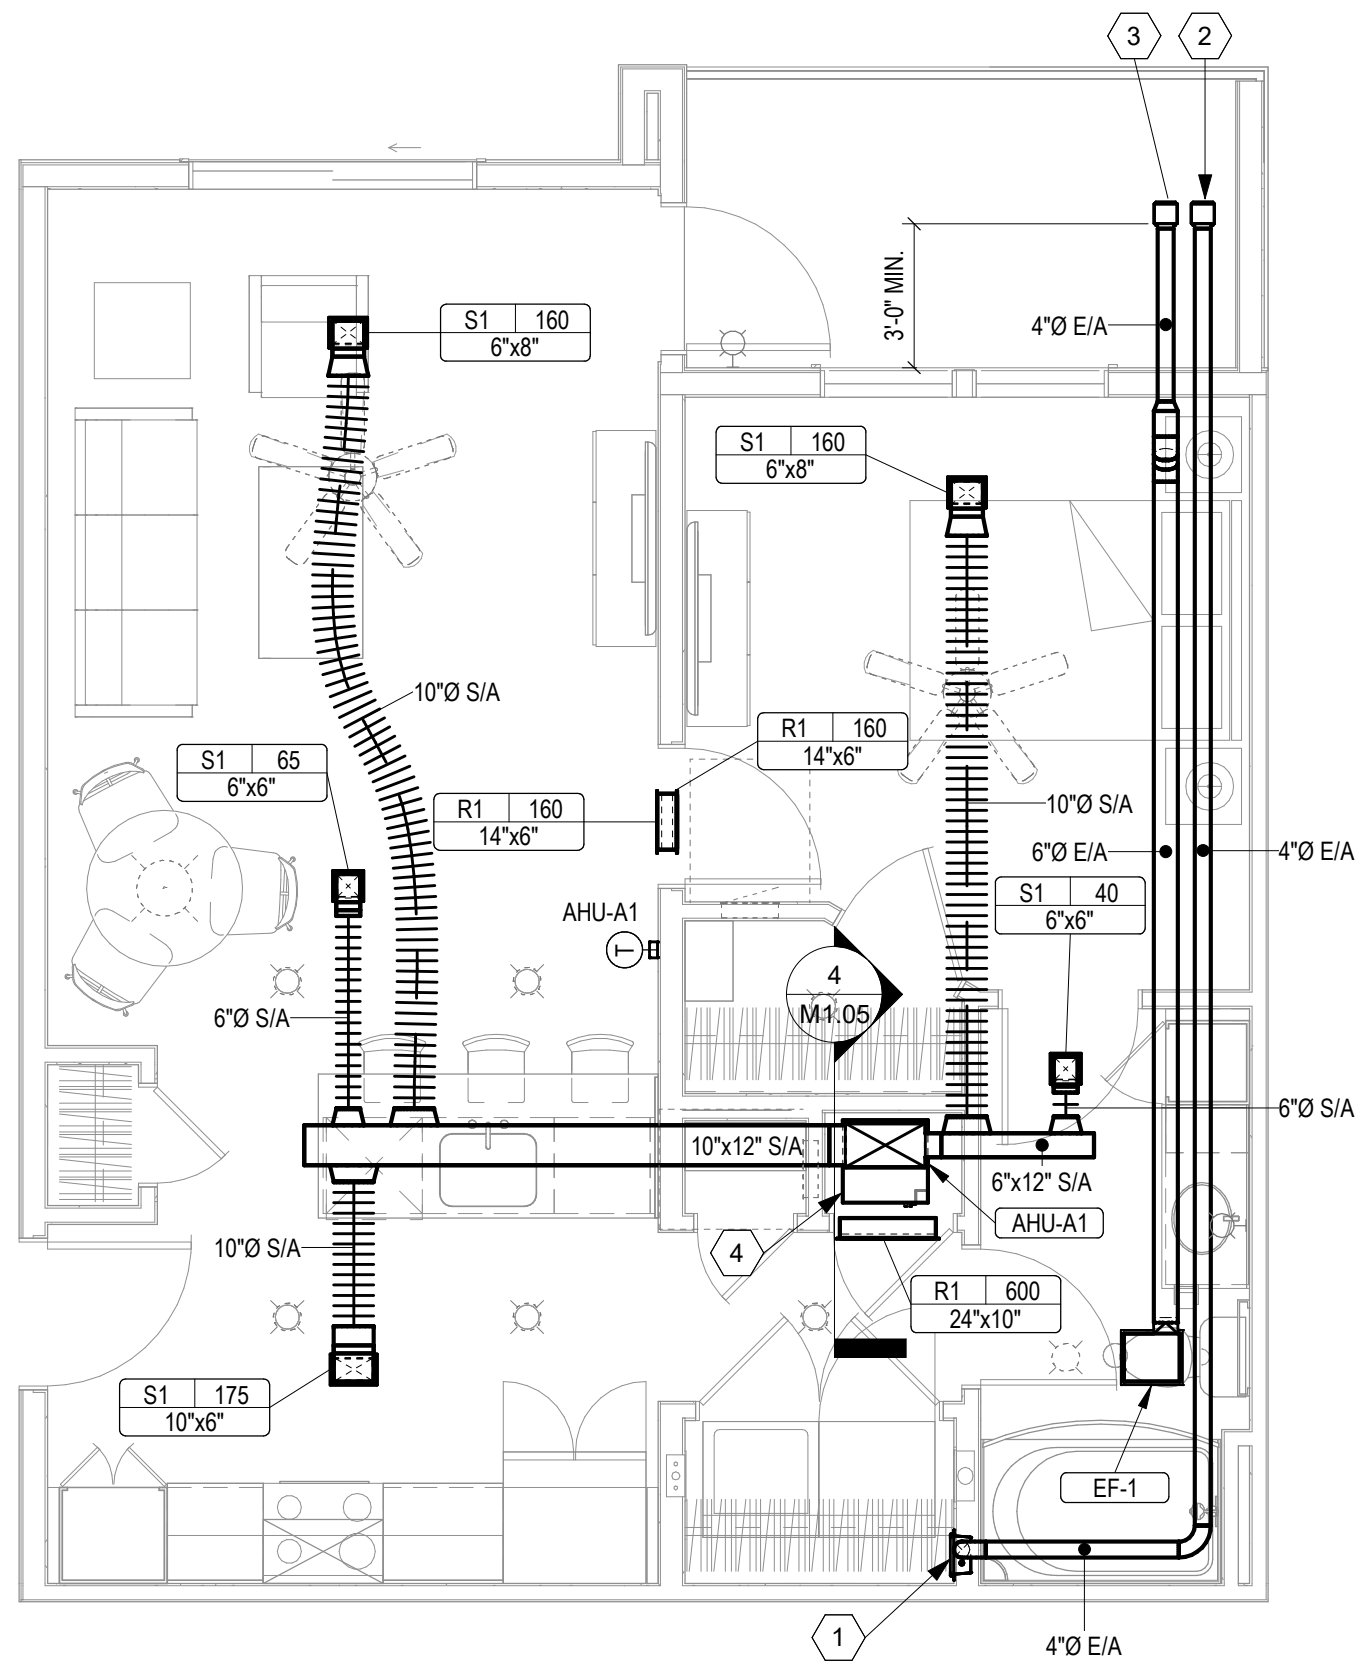 3
2
3'-0" MIN.
4"Ø E/A
S1 160
6"x8"
S1 160
6"x8"
10"Ø S/A
R1 160
14"x6"
S1 65
6"x6"
R1 160
14"x6"
10"Ø S/A
6"Ø E/A
4"Ø E/A
S1 40
6"x6"
AHU-A1
T
4
M1.05
6"Ø S/A
6"Ø S/A
10"x12" S/A
6"x12" S/A
AHU-A1
10"Ø S/A
4
R1 600
24"x10"
S1 175
10"x6"
EF-1
1
4"Ø E/A